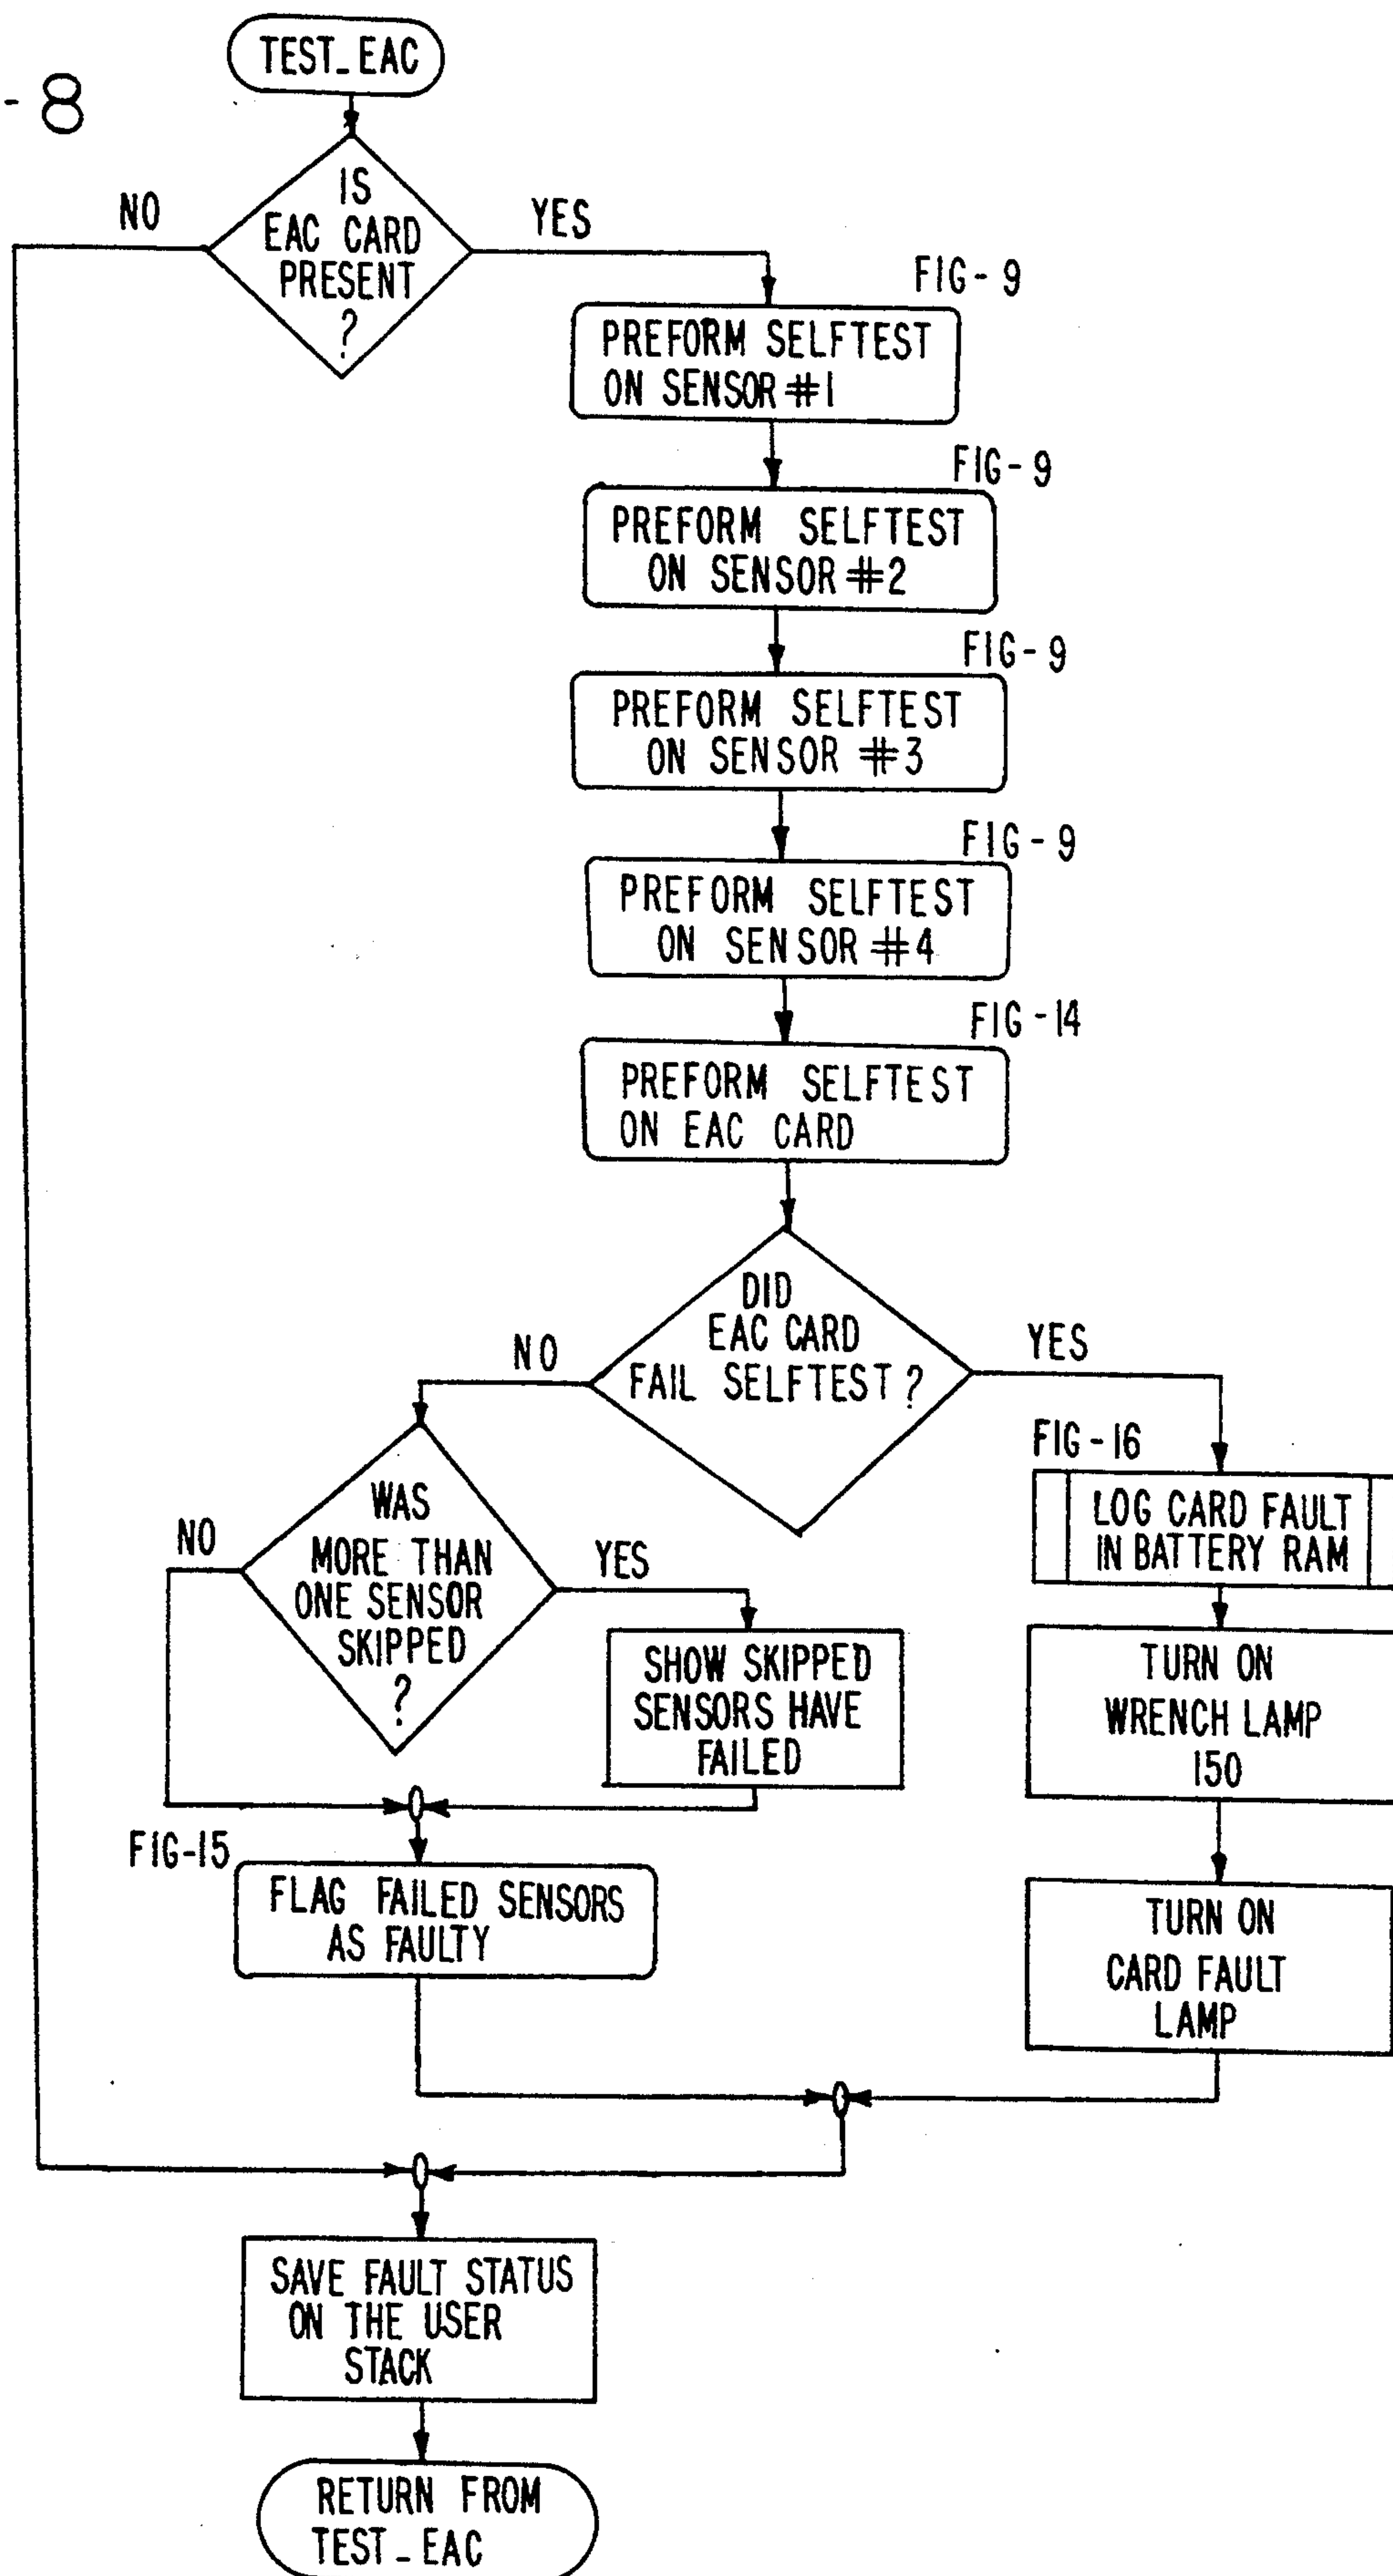 TEST_EAC
- 8
IS
EAC CARD
PRESENT
?
NO
YES
FIG-9
PREFORM SELFTEST
ON SENSOR #1
FIG-9
PREFORM SELFTEST
ON SENSOR #2
FIG-9
PREFORM SELFTEST
ON SENSOR #3
FIG-9
PREFORM SELFTEST
ON SENSOR #4
FIG-14
PREFORM SELFTEST
ON EAC CARD
DID
EAC CARD
FAIL SELFTEST?
NO
YES
WAS
MORE THAN
ONE SENSOR
SKIPPED
?
NO
YES
SHOW SKIPPED
SENSORS HAVE
FAILED
FIG-16
LOG CARD FAULT
IN BATTERY RAM
TURN ON
WRENCH LAMP
150
TURN ON
CARD FAULT
LAMP
FIG-15
FLAG FAILED SENSORS
AS FAULTY
SAVE FAULT STATUS
ON THE USER
STACK
RETURN FROM
TEST_EAC